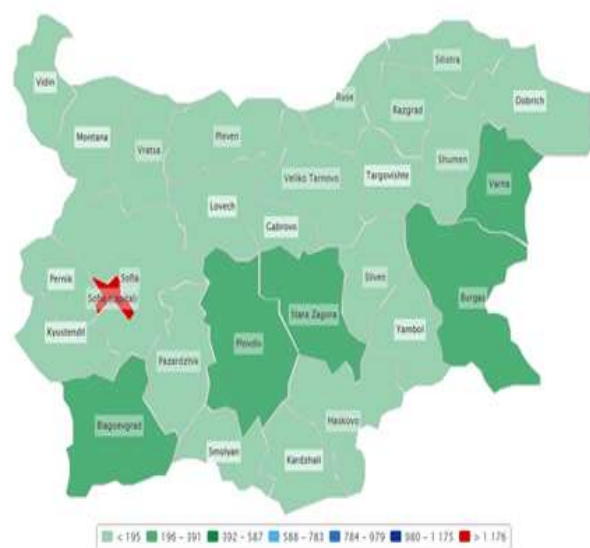 Vidin
Montana
Vratsa
Pleven
Ruse
Silistra
Razgrad
Dobrich
Shumen
Varna
Targovishte
Veliko Tarnovo
Lovech
Gabrovo
Pernik
Sofia
Kyustendil
Pazardzhik
Plovdiv
Stara Zagora
Sliven
Yambol
Burgas
Blagoevgrad
Smolyan
Kardzhali
Haskovo
< 195 196 – 391 392 – 587 588 – 783 784 – 979 980 – 1 175 > 1 176